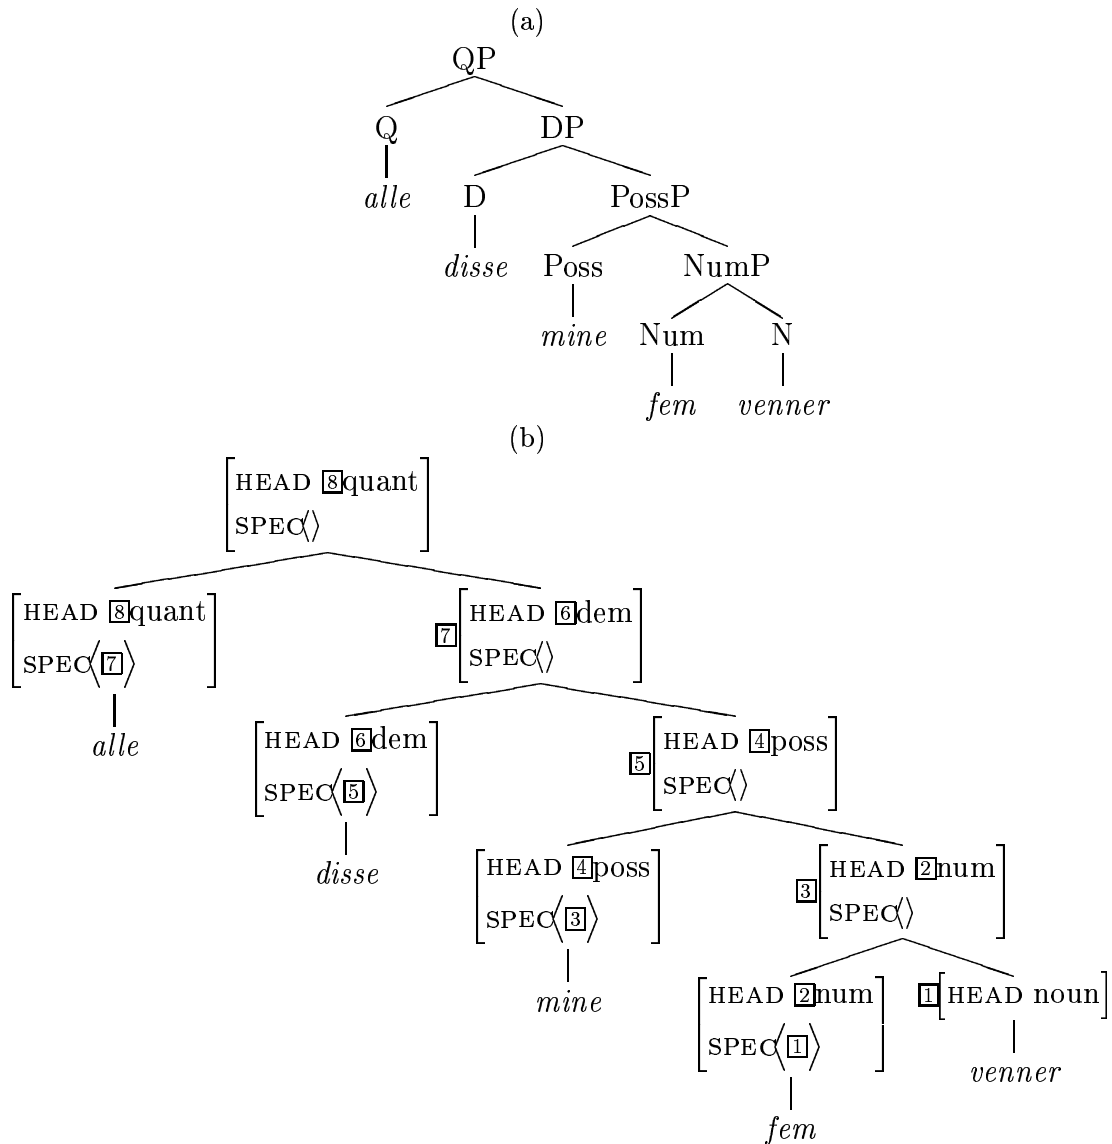 (a)
QP
Q DP
alle D PossP
disse Poss NumP
mine Num N
fem venner
(b)
[HEAD 8 quant
SPEC⟨⟩]
[HEAD 8 quant
SPEC⟨7⟩]
7 [HEAD 6 dem
SPEC⟨⟩]
alle
[HEAD 6 dem
SPEC⟨5⟩]
5 [HEAD 4 poss
SPEC⟨⟩]
disse
[HEAD 4 poss
SPEC⟨3⟩]
3 [HEAD 2 num
SPEC⟨⟩]
mine
[HEAD 2 num
SPEC⟨1⟩]
1 [HEAD noun]
venner
fem